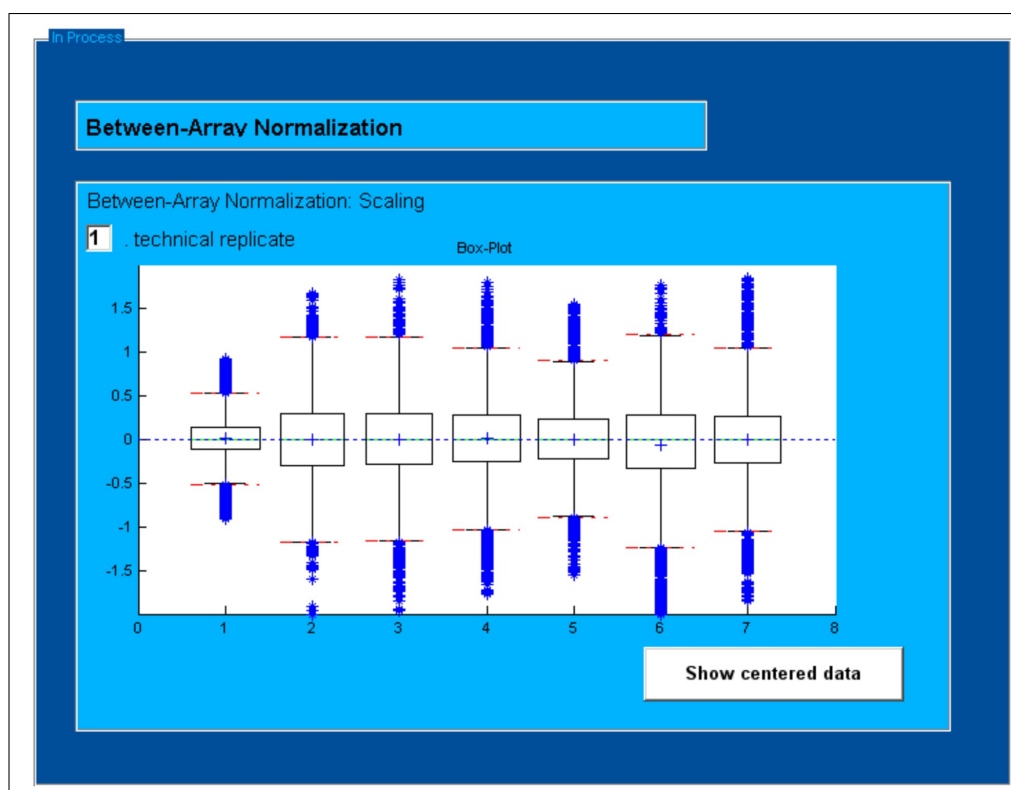 In Process
Between-Array Normalization
Between-Array Normalization: Scaling
1 . technical replicate
Box-Plot
1.5
1
0.5
0
-0.5
-1
-1.5
0 1 2 3 4 5 6 7 8
Show centered data